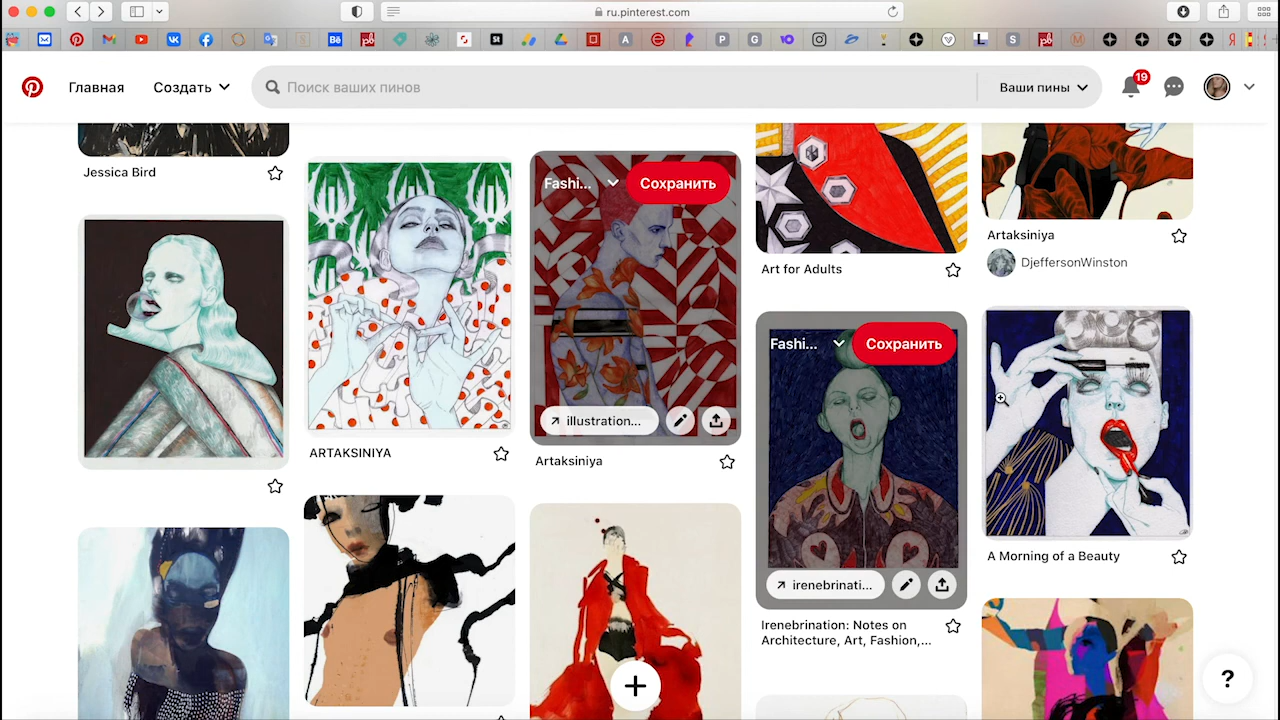 ru.pinterest.com
Главная
Создать
Поиск ваших пинов
Ваши пины
19
Jessica Bird
Fashi...
Сохранить
illustration...
ARTAKSINIYA
Artaksiniya
Art for Adults
Fashi...
Сохранить
irenebrinati...
Irenebrination: Notes on
Architecture, Art, Fashion,...
Artaksiniya
DjeffersonWinston
A Morning of a Beauty
?